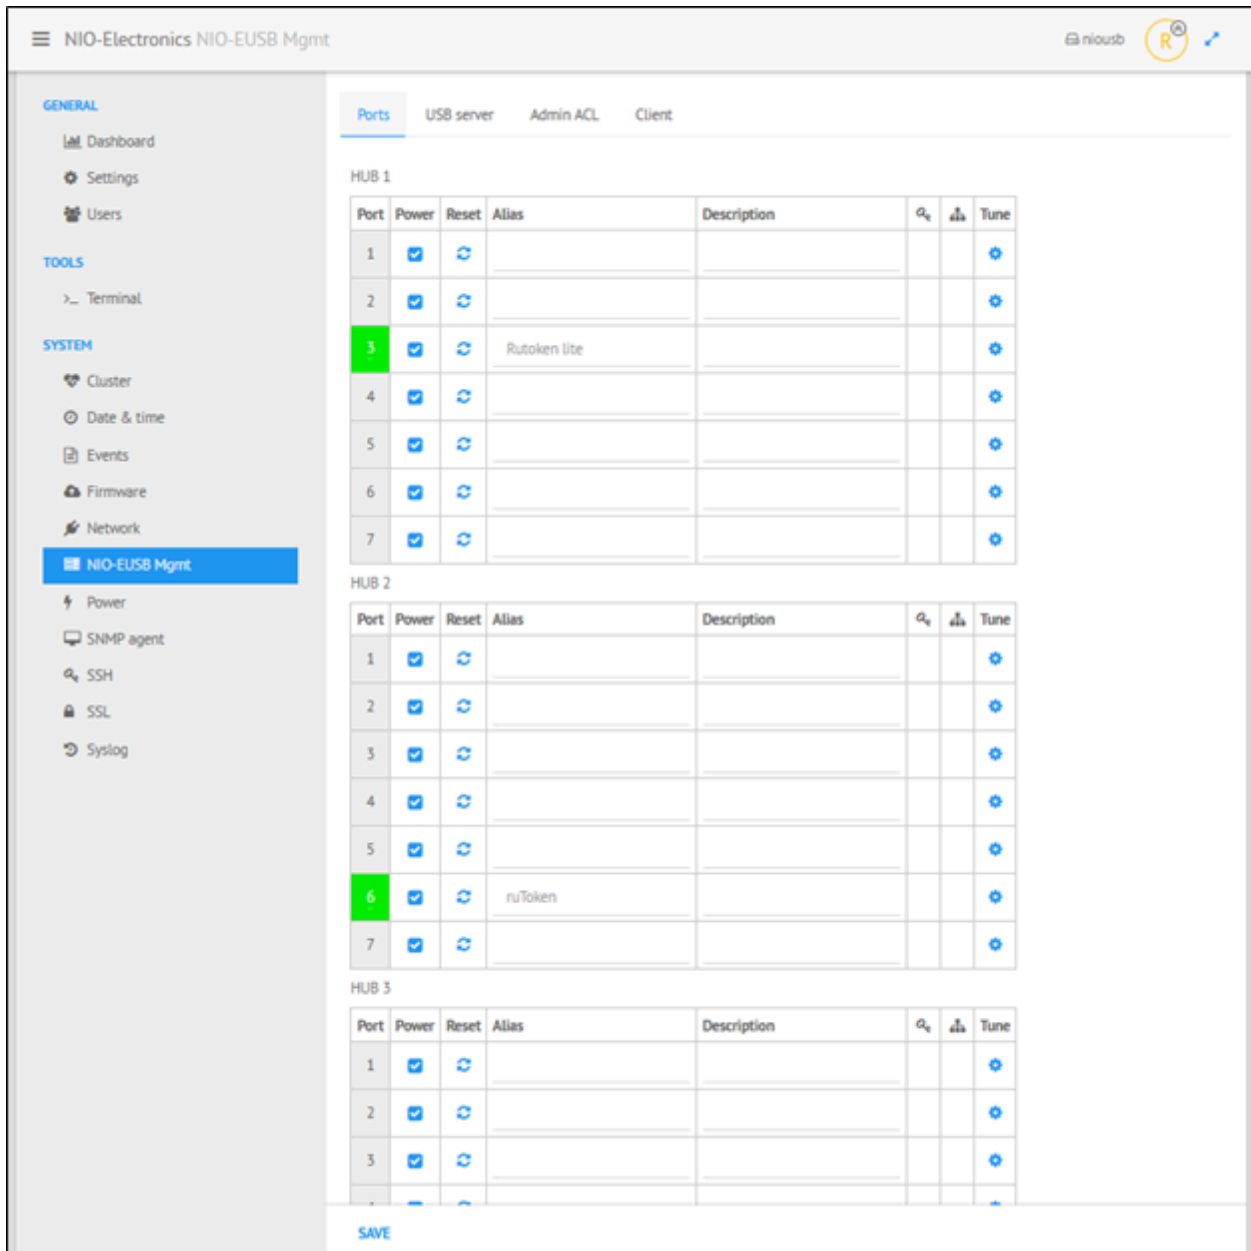 NIO-Electronics NIO-EUSB Mgmt
niousb
R
GENERAL
Dashboard
Settings
Users
TOOLS
Terminal
SYSTEM
Cluster
Date & time
Events
Firmware
Network
NIO-EUSB Mgmt
Power
SNMP agent
SSH
SSL
Syslog
Ports USB server Admin ACL Client
HUB 1
Port Power Reset Alias Description Tune
1
2
3 Rutoken lite
4
5
6
7
HUB 2
Port Power Reset Alias Description Tune
1
2
3
4
5
6 ruToken
7
HUB 3
Port Power Reset Alias Description Tune
1
2
3
SAVE